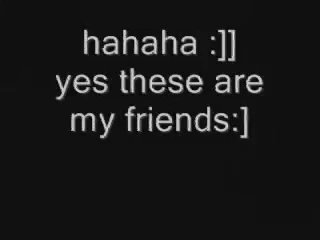 hahaha :]]
yes these are
my friends:]